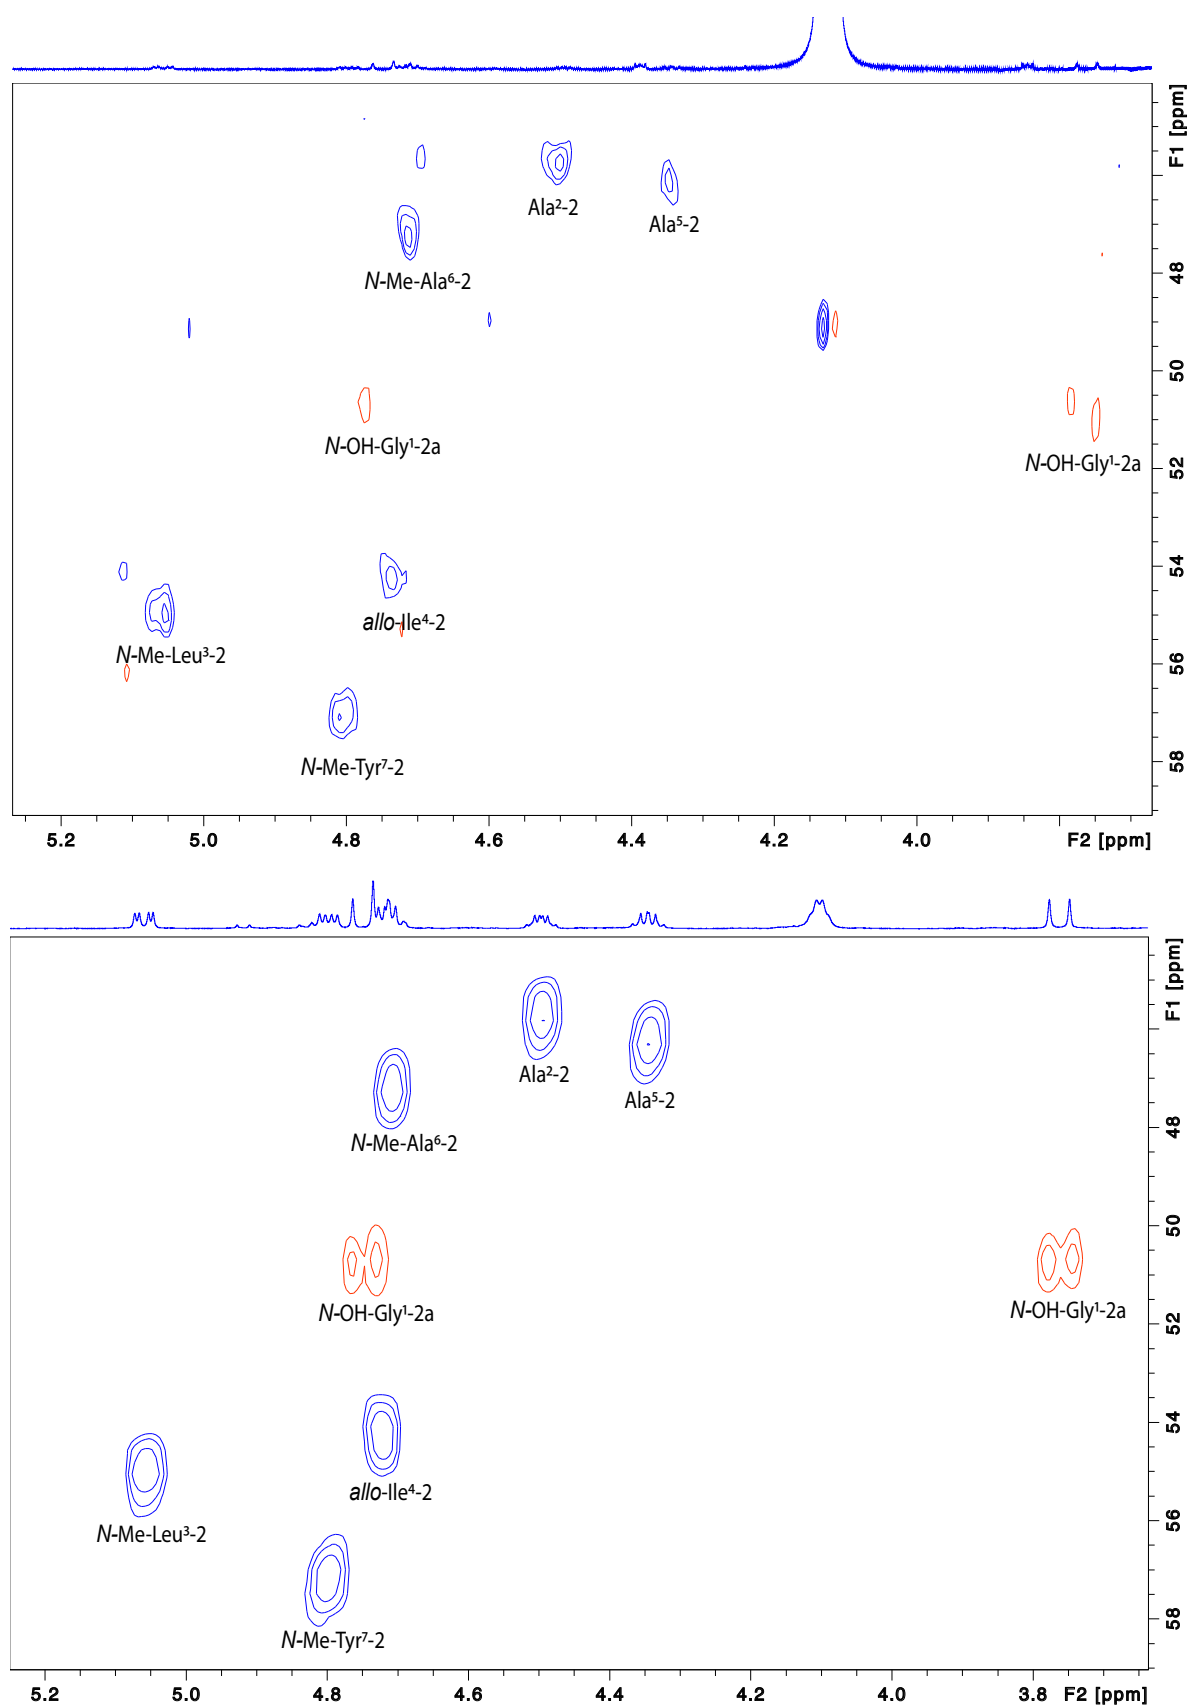 F1 [ppm]
Ala²-2
Ala⁵-2
N-Me-Ala⁶-2
48
50
N-OH-Gly¹-2a
N-OH-Gly¹-2a
52
54
allo-Ile⁴-2
N-Me-Leu³-2
56
N-Me-Tyr⁷-2
58
5.2 5.0 4.8 4.6 4.4 4.2 4.0 F2 [ppm]
F1 [ppm]
Ala²-2
Ala⁵-2
N-Me-Ala⁶-2
48
50
N-OH-Gly¹-2a
N-OH-Gly¹-2a
52
54
allo-Ile⁴-2
N-Me-Leu³-2
56
58
N-Me-Tyr⁷-2
5.2 5.0 4.8 4.6 4.4 4.2 4.0 3.8 F2 [ppm]